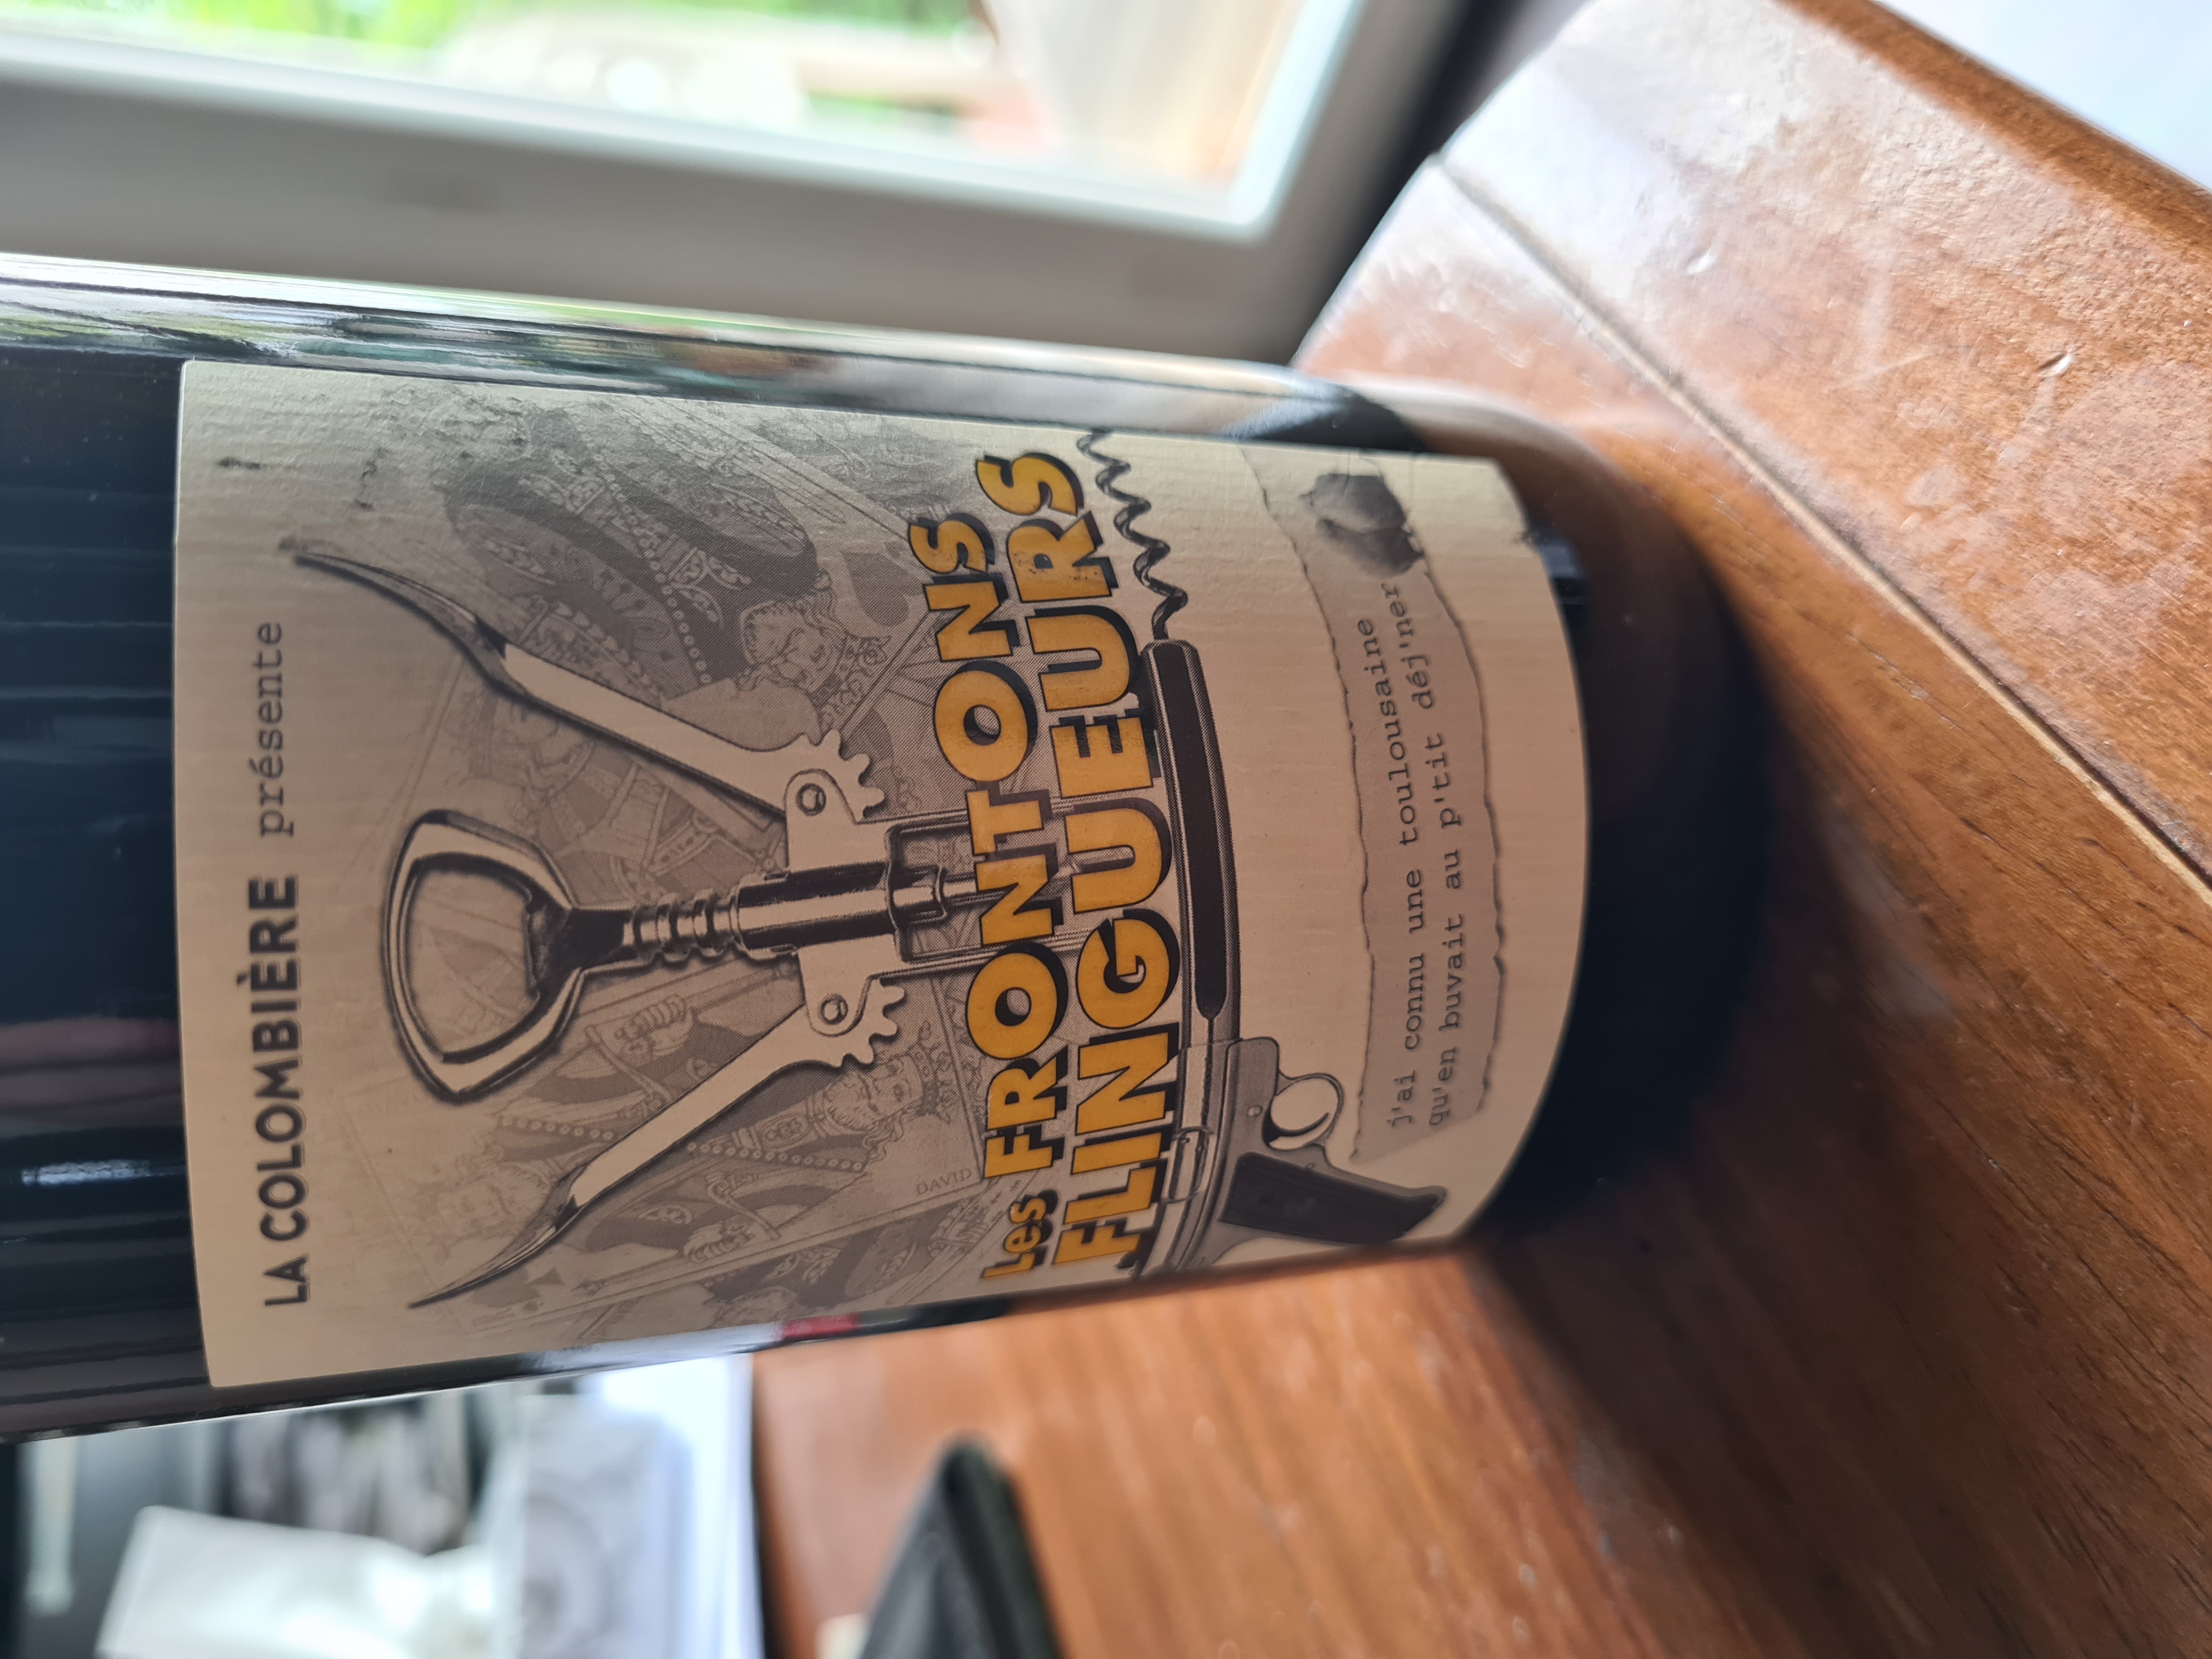 LA COLOMBIÈRE présente
DAVID
Les FRONTONS
FLINGUEURS
j'ai connu une toulousaine
qu'en buvait au p'tit déj'ner